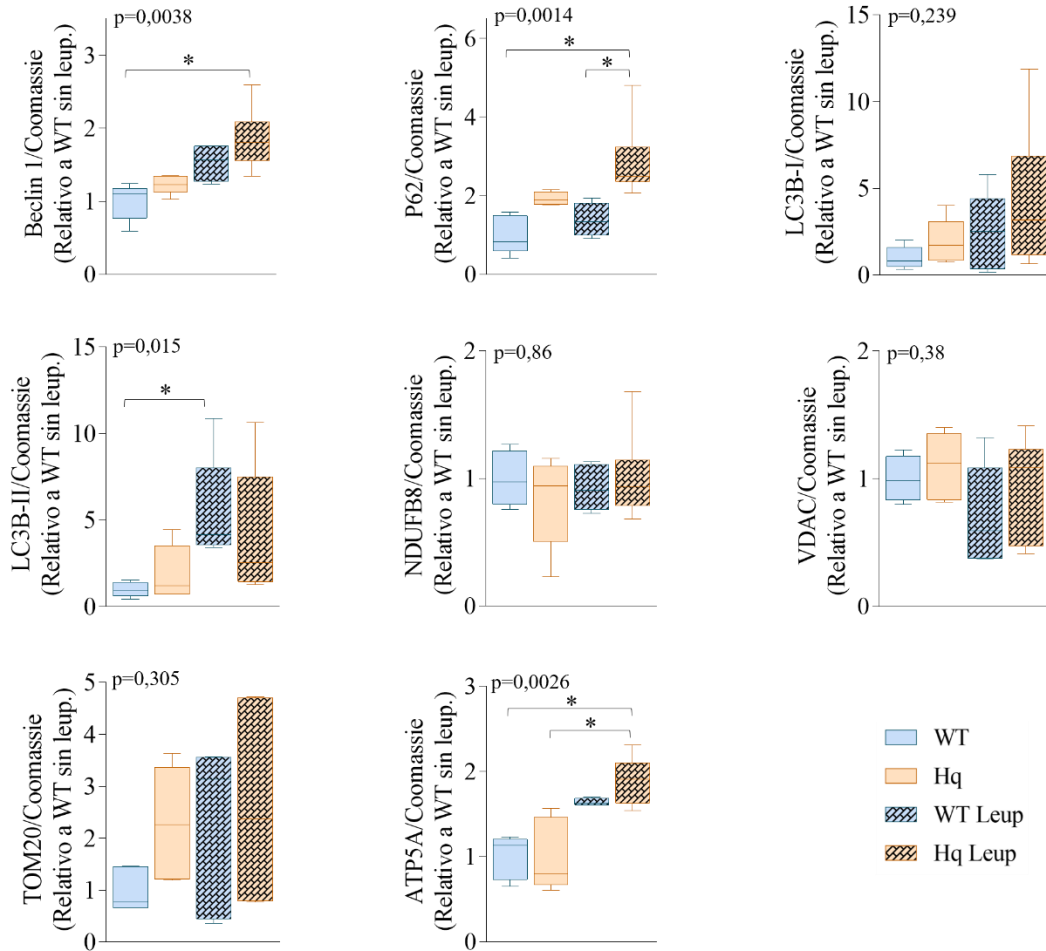 p=0,0038
Beclin 1/Coomassie
(Relativo a WT sin leup.)
3
2
1
0
*
p=0,0014
P62/Coomassie
(Relativo a WT sin leup.)
6
4
2
0
*
*
p=0,239
LC3B-I/Coomassie
(Relativo a WT sin leup.)
15
10
5
0
p=0,015
LC3B-II/Coomassie
(Relativo a WT sin leup.)
15
10
5
0
*
p=0,86
NDUFB8/Coomassie
(Relativo a WT sin leup.)
2
1
0
p=0,38
VDAC/Coomassie
(Relativo a WT sin leup.)
2
1
0
p=0,305
TOM20/Coomassie
(Relativo a WT sin leup.)
5
4
3
2
1
0
p=0,0026
ATP5A/Coomassie
(Relativo a WT sin leup.)
3
2
1
0
*
*
WT
Hq
WT Leup
Hq Leup